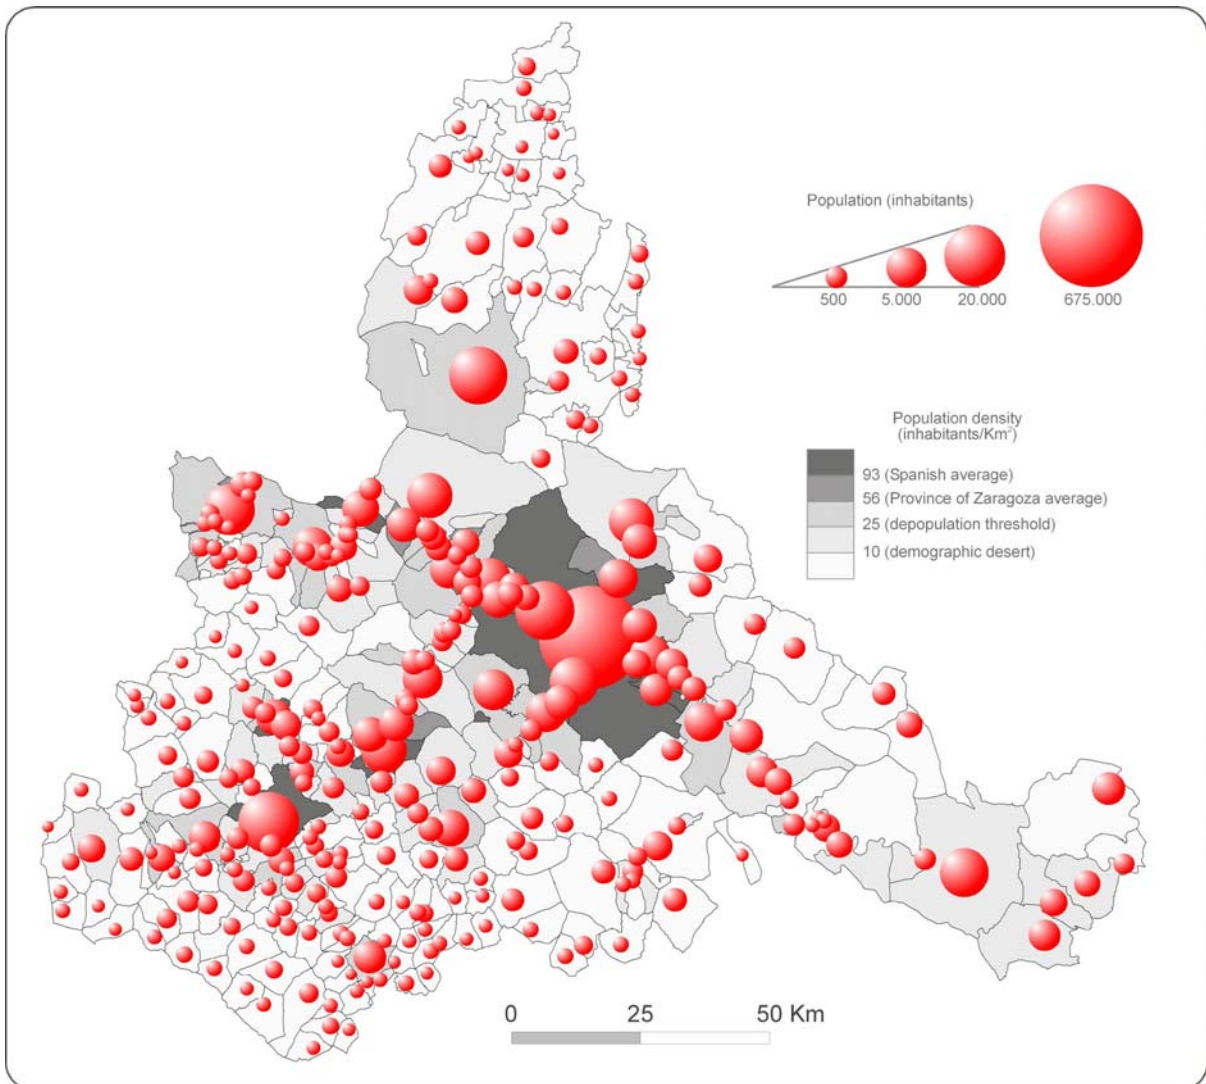 Population (inhabitants)
500
5.000
20.000
675.000
Population density
(inhabitants/Km²)
93 (Spanish average)
56 (Province of Zaragoza average)
25 (depopulation threshold)
10 (demographic desert)
0 25 50 Km